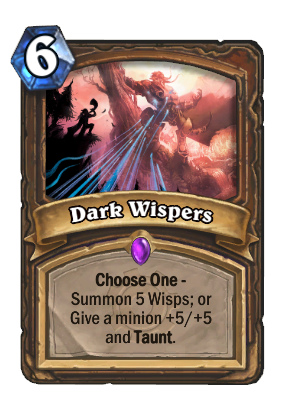 6
Dark Wispers
Choose One -
Summon 5 Wisps; or
Give a minion +5/+5
and Taunt.